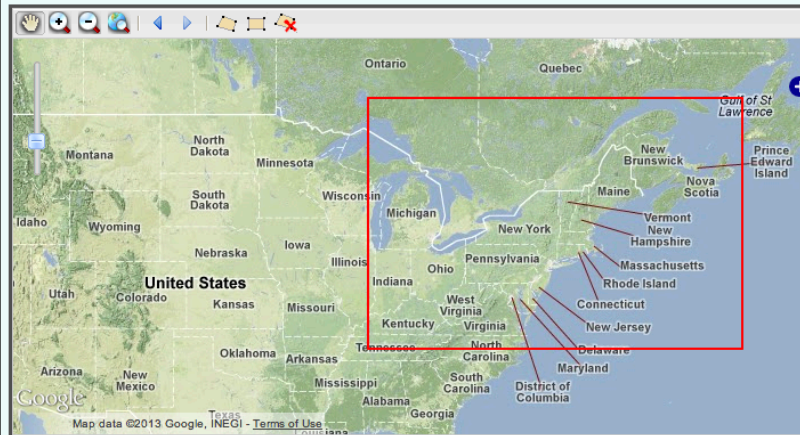 Ontario
Quebec
Gulf of St
Lawrence
Montana
North
Dakota
Minnesota
New
Brunswick
Prince
Edward
Island
Nova
Scotia
Maine
South
Dakota
Wisconsin
Michigan
Idaho
Wyoming
New York
Vermont
New
Hampshire
Iowa
Nebraska
Illinois
Ohio
Pennsylvania
Massachusetts
United States
Indiana
Rhode Island
Utah
Colorado
Kansas
Missouri
West
Virginia
Connecticut
Kentucky
Virginia
New Jersey
Oklahoma
Arkansas
Tennessee
North
Carolina
Delaware
Maryland
Arizona
New
Mexico
Mississippi
South
Carolina
District of
Columbia
Google
Alabama
Georgia
Texas
Map data ©2013 Google, INEGI - Terms of Use
Louisiana